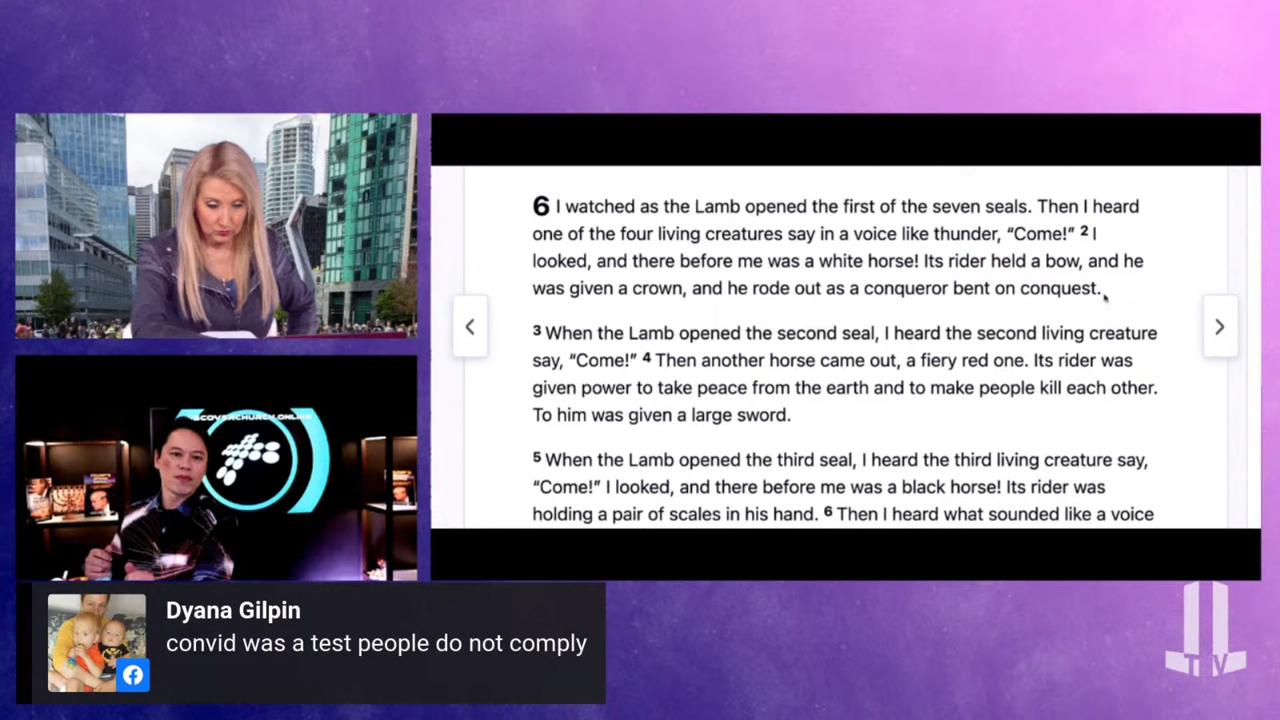 6 I watched as the Lamb opened the first of the seven seals. Then I heard
one of the four living creatures say in a voice like thunder, “Come!” 2 I
looked, and there before me was a white horse! Its rider held a bow, and he
was given a crown, and he rode out as a conqueror bent on conquest.
3 When the Lamb opened the second seal, I heard the second living creature
say, “Come!” 4 Then another horse came out, a fiery red one. Its rider was
given power to take peace from the earth and to make people kill each other.
To him was given a large sword.
5 When the Lamb opened the third seal, I heard the third living creature say,
“Come!” I looked, and there before me was a black horse! Its rider was
holding a pair of scales in his hand. 6 Then I heard what sounded like a voice
SCOVERCHURCH.ONLINE
Dyana Gilpin
convid was a test people do not comply